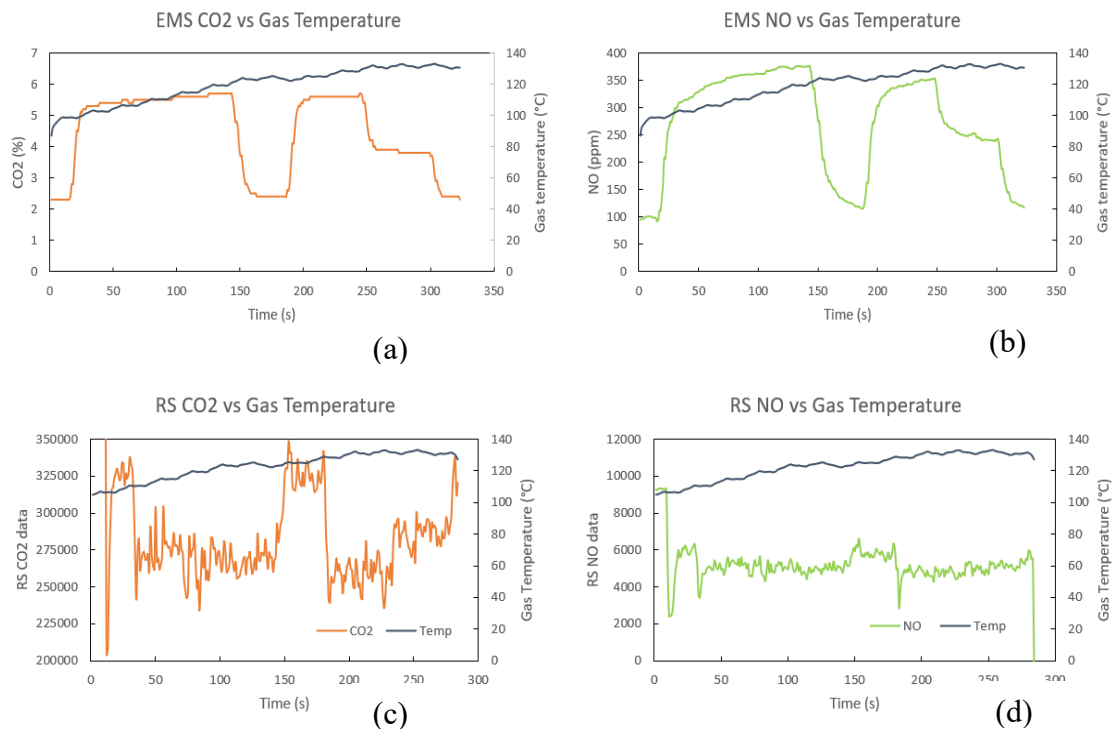 EMS CO2 vs Gas Temperature
7
6
5
4
3
2
1
0
CO2 (%)
140
120
100
80
60
40
20
0
Gas temperature (°C)
0 50 100 150 200 250 300 350
Time (s)
(a)
EMS NO vs Gas Temperature
400
350
300
250
200
150
100
50
0
NO (ppm)
140
120
100
80
60
40
20
0
Gas temperature (°C)
0 50 100 150 200 250 300 350
Time (s)
(b)
RS CO2 vs Gas Temperature
350000
325000
300000
275000
250000
225000
200000
RS CO2 data
140
120
100
80
60
40
20
0
Gas Temperature (°C)
CO2 Temp
0 50 100 150 200 250 300
Time (s)
(c)
RS NO vs Gas Temperature
12000
10000
8000
6000
4000
2000
0
RS NO data
140
120
100
80
60
40
20
0
Gas Temperature (°C)
NO Temp
0 50 100 150 200 250 300
Time (s)
(d)